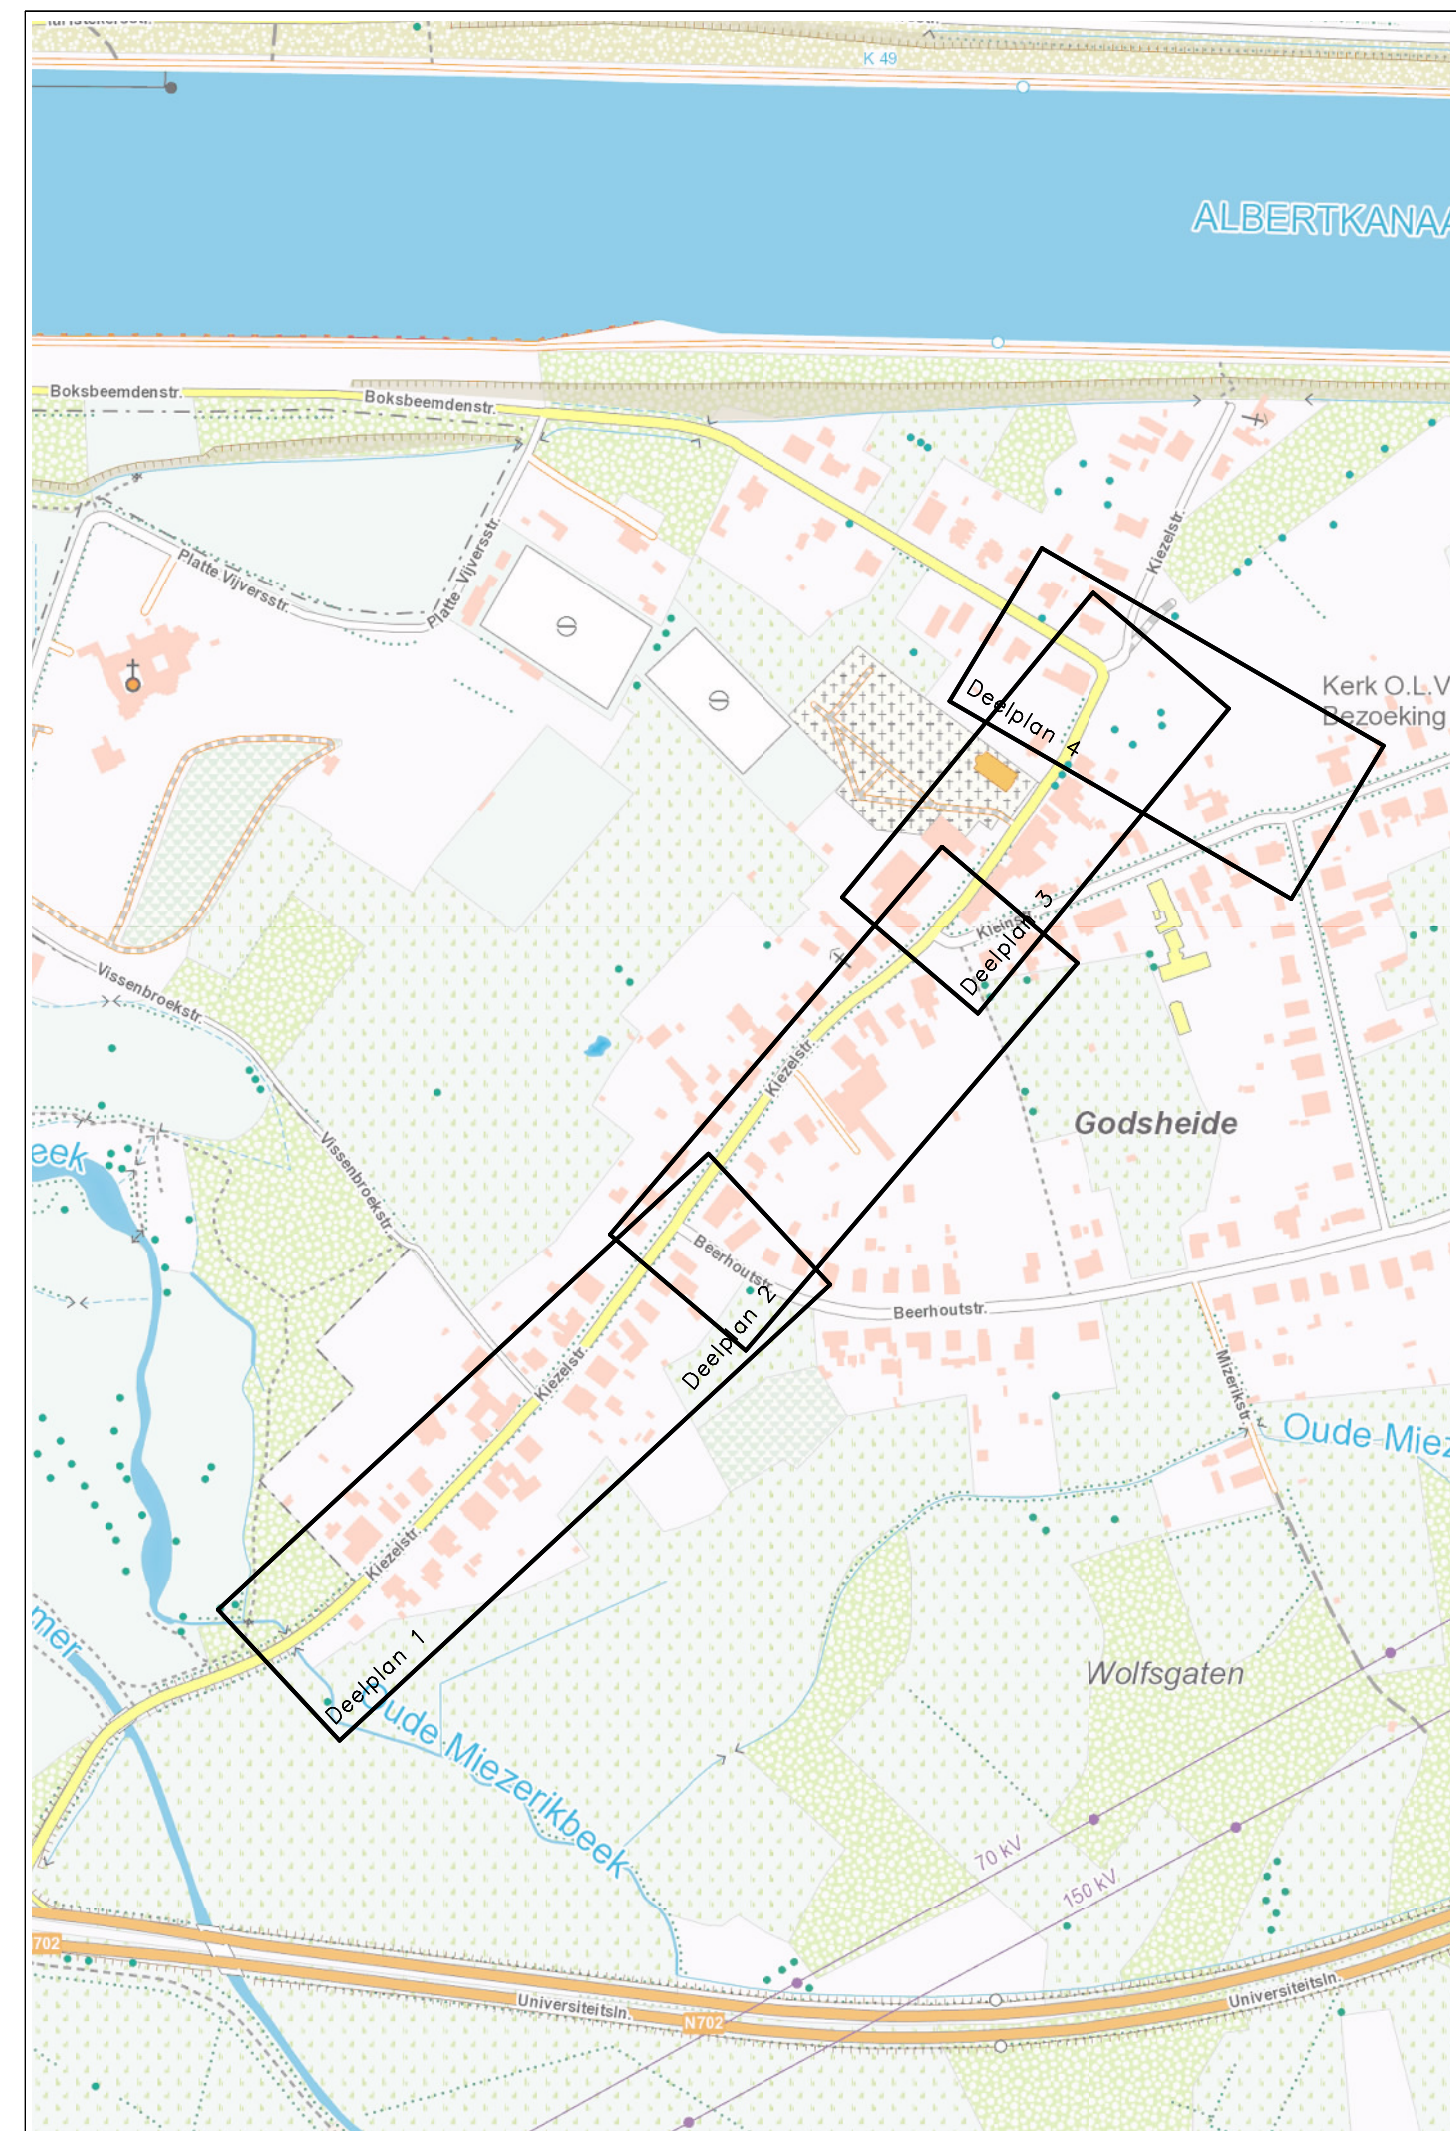 K 49
ALBERTKANAA
Boksbeemdenstr.
Boksbeemdenstr.
Kiezelstr.
Platte Vijversstr.
Platte Vijversstr.
Kerk O.L.V
Bezoeking
Deelplan 4
Deelplan 3
Kleinstr.
Vissenbroekstr.
Kiezelstr.
Godsheide
Vissenbroekstr.
eek
Beerhoutstr.
Deelplan 2
Beerhoutstr.
Kiezelstr.
Mizerikstr.
Oude Miez
Kiezelstr.
mer
Deelplan 1
Wolfsgaten
Oude Miezerikbeek
70 kV
150 kV
702
Universiteitsln.
N702
Universiteitsln.